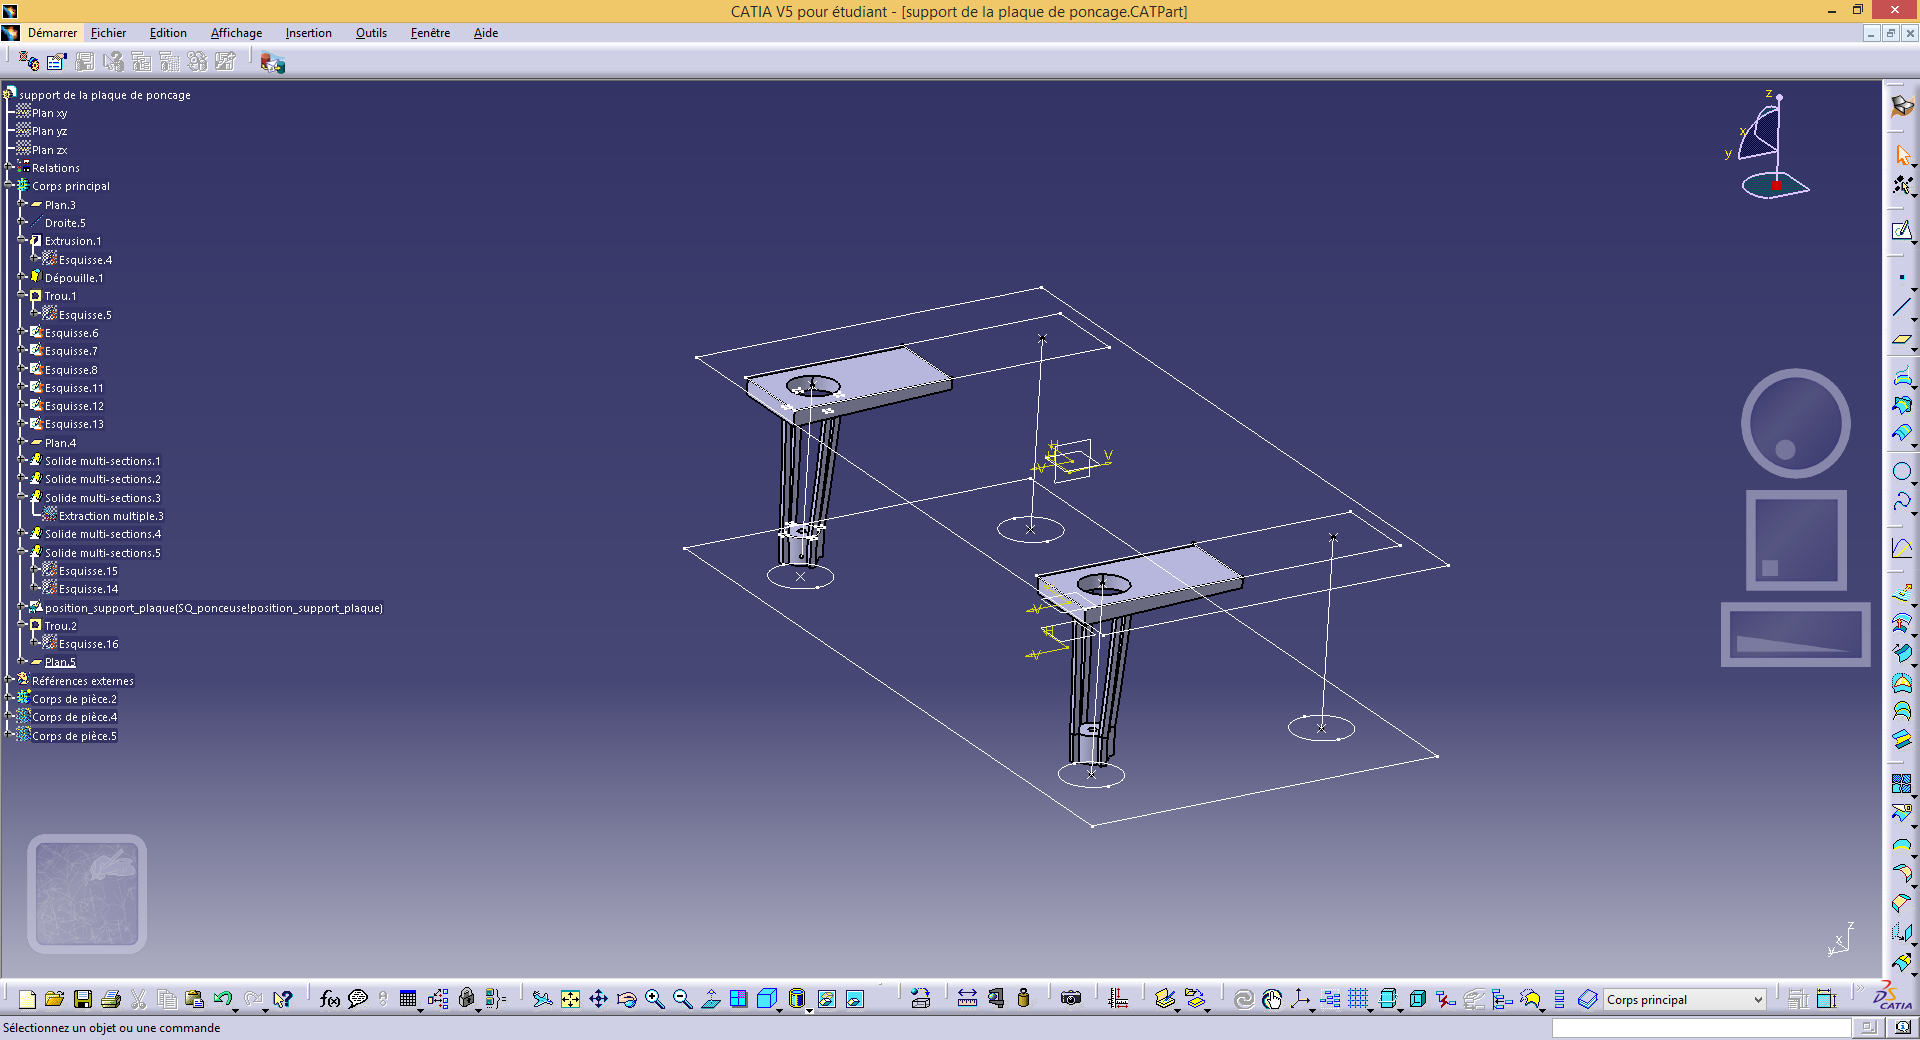 CATIA V5 pour étudiant - [support de la plaque de poncage.CATPart]
Démarrer Fichier Edition Affichage Insertion Outils Fenêtre Aide
support de la plaque de poncage
Plan xy
Plan yz
Plan zx
Relations
Corps principal
Plan.3
Droite.5
Extrusion.1
Esquisse.4
Dépouille.1
Trou.1
Esquisse.5
Esquisse.6
Esquisse.7
Esquisse.8
Esquisse.11
Esquisse.12
Esquisse.13
Plan.4
Solide multi-sections.1
Solide multi-sections.2
Solide multi-sections.3
Extraction multiple.3
Solide multi-sections.4
Solide multi-sections.5
Esquisse.15
Esquisse.14
position_support_plaque(SQ_ponceuse!position_support_plaque)
Trou.2
Esquisse.16
Plan.5
Références externes
Corps de pièce.2
Corps de pièce.4
Corps de pièce.5
z
x
y
H
V
V
V
H
V
z
x
y
f(x)
Corps principal
CATIA
Sélectionnez un objet ou une commande